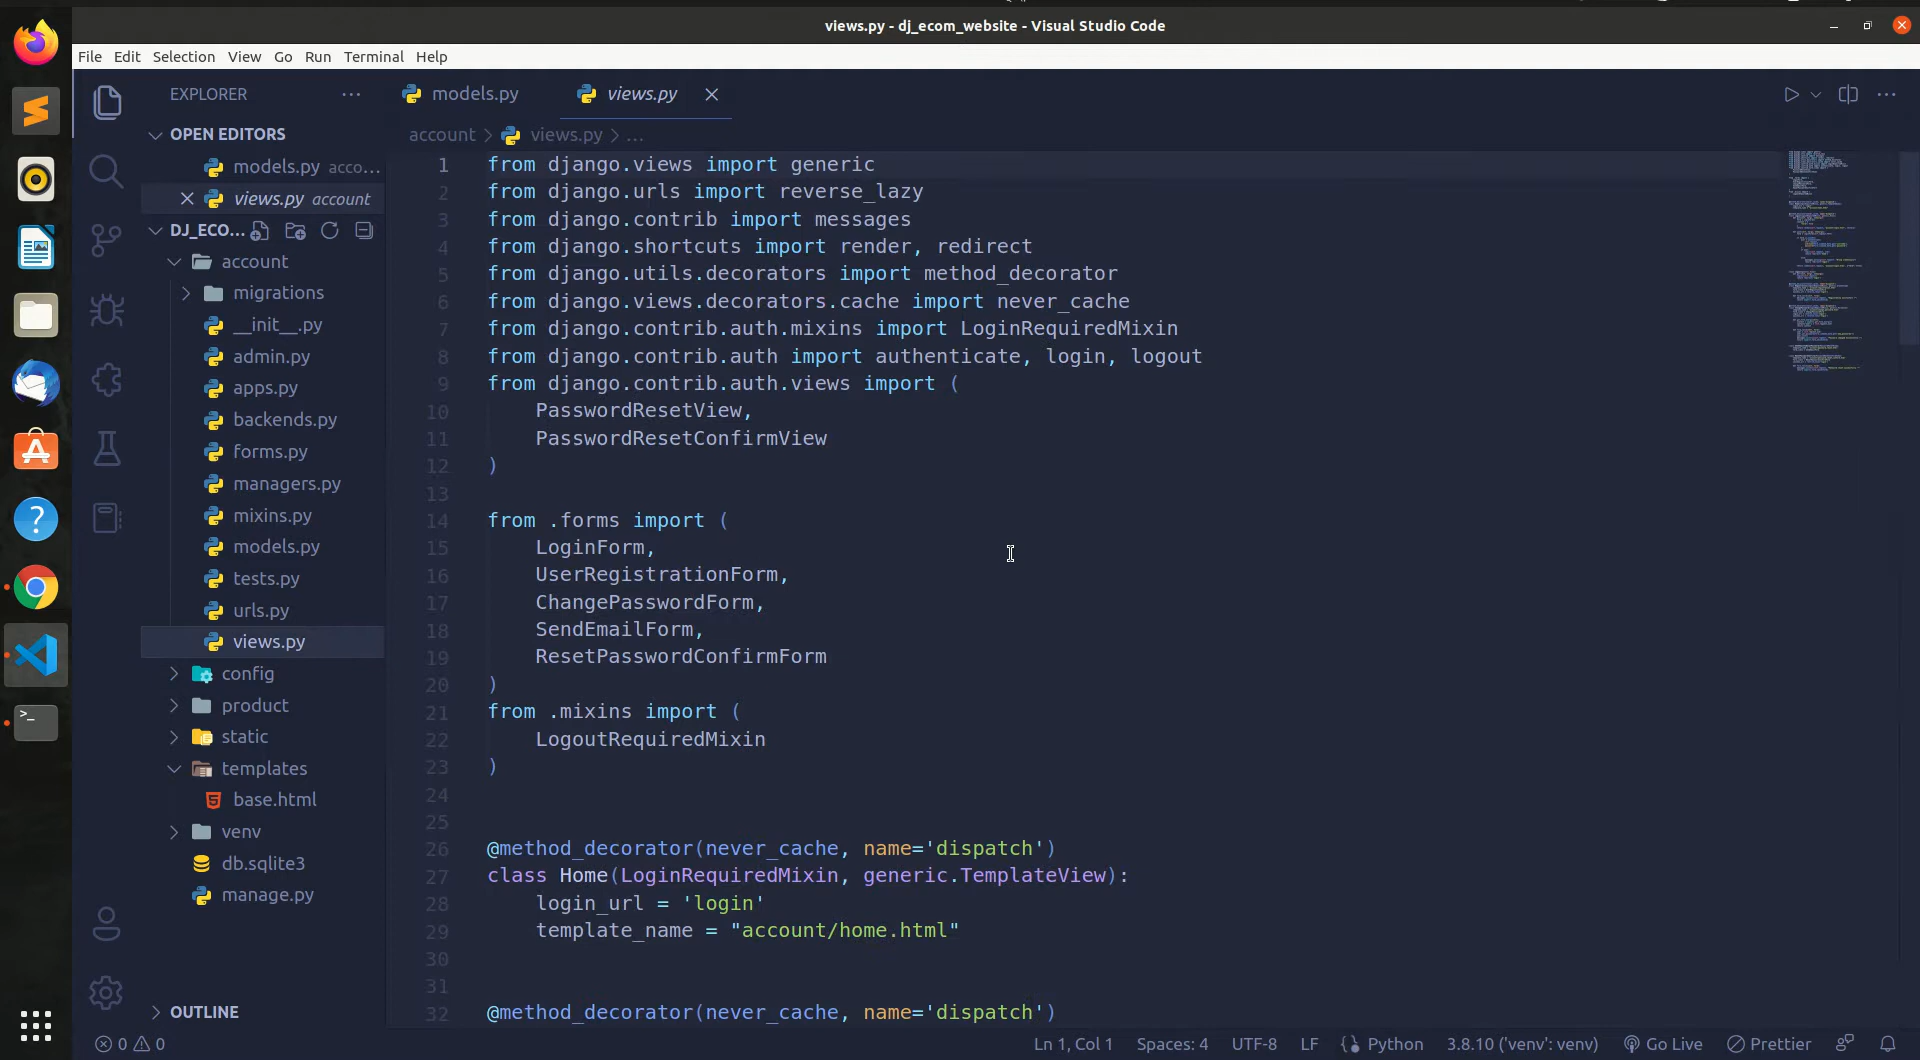 views.py - dj_ecom_website - Visual Studio Code
File Edit Selection View Go Run Terminal Help
EXPLORER
OPEN EDITORS
models.py acco...
views.py account
DJ_ECO...
account
migrations
__init__.py
admin.py
apps.py
backends.py
forms.py
managers.py
mixins.py
models.py
tests.py
urls.py
views.py
config
product
static
templates
base.html
venv
db.sqlite3
manage.py
OUTLINE
models.py views.py
account > views.py > ...
1 from django.views import generic
2 from django.urls import reverse_lazy
3 from django.contrib import messages
4 from django.shortcuts import render, redirect
5 from django.utils.decorators import method_decorator
6 from django.views.decorators.cache import never_cache
7 from django.contrib.auth.mixins import LoginRequiredMixin
8 from django.contrib.auth import authenticate, login, logout
9 from django.contrib.auth.views import (
10 PasswordResetView,
11 PasswordResetConfirmView
12 )
13
14 from .forms import (
15 LoginForm,
16 UserRegistrationForm,
17 ChangePasswordForm,
18 SendEmailForm,
19 ResetPasswordConfirmForm
20 )
21 from .mixins import (
22 LogoutRequiredMixin
23 )
24
25
26 @method_decorator(never_cache, name='dispatch')
27 class Home(LoginRequiredMixin, generic.TemplateView):
28 login_url = 'login'
29 template_name = "account/home.html"
30
31
32 @method_decorator(never_cache, name='dispatch')
0 0 Ln 1, Col 1 Spaces: 4 UTF-8 LF Python 3.8.10 ('venv': venv) Go Live Prettier